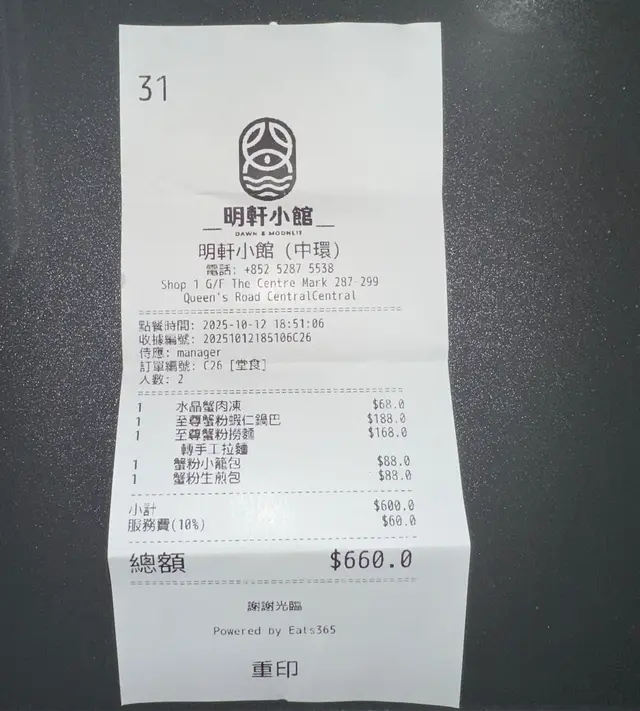 31
明軒小館
DAWN & MOONLIT
明軒小館 (中環)
電話: +852 5287 5538
Shop 1 G/F The Centre Mark 287-299
Queen's Road CentralCentral
點餐時間: 2025-10-12 18:51:06
收據編號: 20251012185106C26
侍應: manager
訂單編號: C26 [堂食]
人數: 2
1 水晶蟹肉凍 $68.0
1 至尊蟹粉蝦仁鍋巴 $188.0
1 至尊蟹粉撈麵 $168.0
轉手工拉麵
1 蟹粉小籠包 $88.0
1 蟹粉生煎包 $88.0
小計 $600.0
服務費(10%) $60.0
總額 $660.0
謝謝光臨
Powered by Eats365
重印